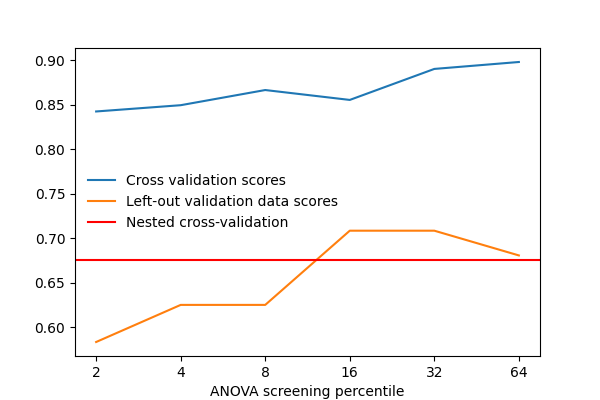 0.90
0.85
0.80
0.75
0.70
0.65
0.60
Cross validation scores
Left-out validation data scores
Nested cross-validation
2 4 8 16 32 64
ANOVA screening percentile